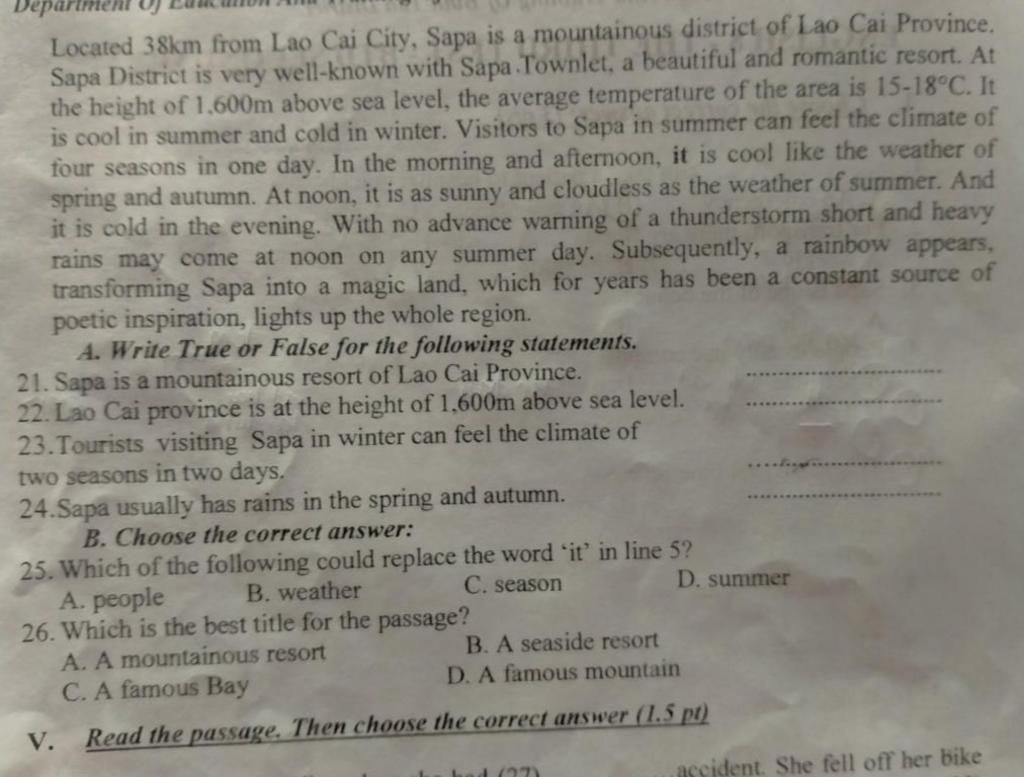 Department Of Education And
Located 38km from Lao Cai City, Sapa is a mountainous district of Lao Cai Province.
Sapa District is very well-known with Sapa Townlet, a beautiful and romantic resort. At
the height of 1,600m above sea level, the average temperature of the area is 15-18°C. It
is cool in summer and cold in winter. Visitors to Sapa in summer can feel the climate of
four seasons in one day. In the morning and afternoon, it is cool like the weather of
spring and autumn. At noon, it is as sunny and cloudless as the weather of summer. And
it is cold in the evening. With no advance warning of a thunderstorm short and heavy
rains may come at noon on any summer day. Subsequently, a rainbow appears,
transforming Sapa into a magic land, which for years has been a constant source of
poetic inspiration, lights up the whole region.
A. Write True or False for the following statements.
21. Sapa is a mountainous resort of Lao Cai Province. ..............................
22. Lao Cai province is at the height of 1,600m above sea level. ..............................
23.Tourists visiting Sapa in winter can feel the climate of
two seasons in two days. ..............................
24.Sapa usually has rains in the spring and autumn. ..............................
B. Choose the correct answer:
25. Which of the following could replace the word 'it' in line 5?
A. people B. weather C. season D. summer
26. Which is the best title for the passage?
A. A mountainous resort B. A seaside resort
C. A famous Bay D. A famous mountain
V. Read the passage. Then choose the correct answer (1.5 pt)
she had (27) ..... accident. She fell off her bike